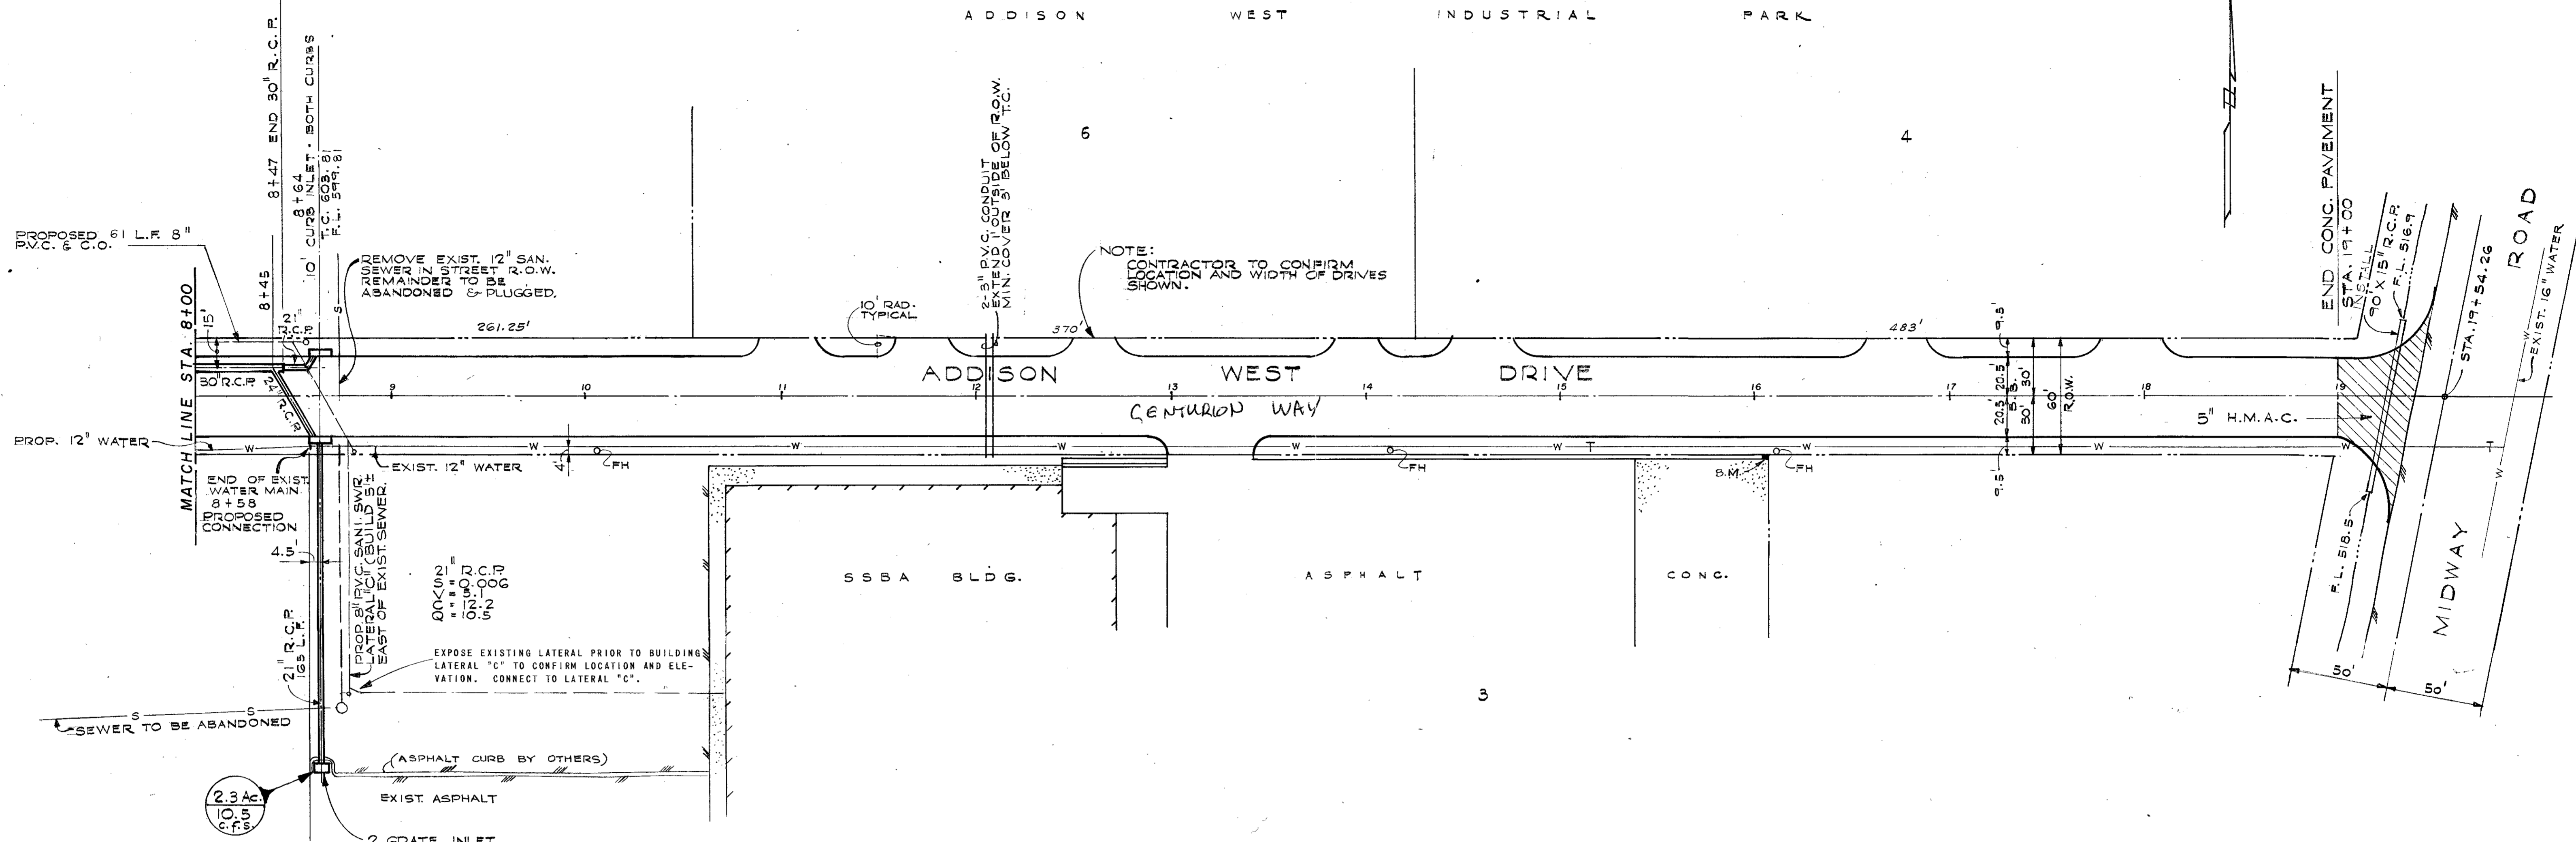 ADDISON WEST INDUSTRIAL PARK
8+47 END 30" R.C.P.
8+64
10' CURB INLET - BOTH CURBS
T.C. 603.81
F.L. 599.81
8+45
PROPOSED 61 L.F. 8"
P.V.C. & C.O.
MATCH LINE STA. 8+00
15'
21"
R.C.P.
30" R.C.P.
24" R.C.P.
S
REMOVE EXIST. 12" SAN.
SEWER IN STREET R.O.W.
REMAINDER TO BE
ABANDONED & PLUGGED.
261.25'
10' RAD.
TYPICAL
2-3" P.V.C. CONDUIT
EXTEND 1' OUTSIDE OF R.O.W.
MIN. COVER 3' BELOW T.C.
6
370'
NOTE:
CONTRACTOR TO CONFIRM
LOCATION AND WIDTH OF DRIVES
SHOWN.
4
483'
END CONC. PAVEMENT
STA. 19+00
INSTALL
90' X 15" R.C.P.
F.L. 516.9
STA. 19+54.26
ROAD
EXIST. 16" WATER
W
ADDISON WEST DRIVE
9 10 11 12 13 14 15 16 17 18 19
CENTURION WAY
9.5'
20.5' 20.5'
B.-B.
30' 30'
60'
R.O.W.
9.5'
5" H.M.A.C.
PROP. 12" WATER
W W W W W W T W W T
EXIST. 12" WATER
4'
FH
FH
FH
B.M.
END OF EXIST.
WATER MAIN
8+58
PROPOSED
CONNECTION
4.5'
PROP. 8" P.V.C. SANI. SWR.
LATERAL "C" (BUILD 5'±
EAST OF EXIST. SEWER.
21" R.C.P.
S = 0.006
V = 5.1
C = 12.2
Q = 10.5
21" R.C.P.
165 L.F.
EXPOSE EXISTING LATERAL PRIOR TO BUILDING
LATERAL "C" TO CONFIRM LOCATION AND ELE-
VATION. CONNECT TO LATERAL "C".
SSBA BLDG.
ASPHALT
CONC.
3
F.L. 518.5
MIDWAY
W
50'
50'
S S
SEWER TO BE ABANDONED
(ASPHALT CURB BY OTHERS)
EXIST. ASPHALT
2.3 Ac.
10.5
c.f.s.
2 GRATE INLET